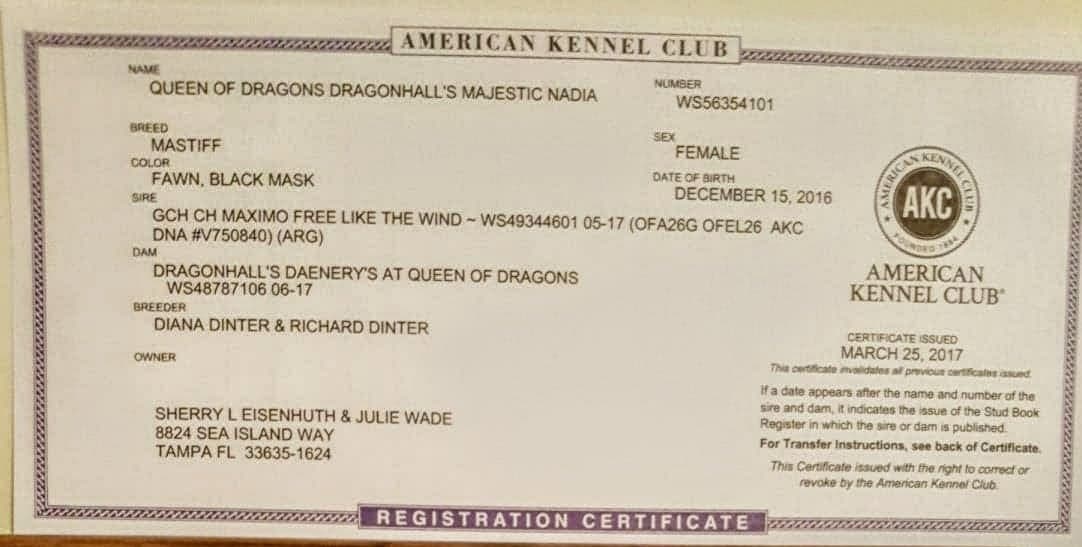 AMERICAN KENNEL CLUB
NAME
QUEEN OF DRAGONS DRAGONHALL'S MAJESTIC NADIA
NUMBER
WS56354101
BREED
MASTIFF
SEX
FEMALE
COLOR
FAWN, BLACK MASK
DATE OF BIRTH
DECEMBER 15, 2016
SIRE
GCH CH MAXIMO FREE LIKE THE WIND ~ WS49344601 05-17 (OFA26G OFEL26 AKC
DNA #V750840) (ARG)
DAM
DRAGONHALL'S DAENERY'S AT QUEEN OF DRAGONS
WS48787106 06-17
BREEDER
DIANA DINTER & RICHARD DINTER
OWNER
SHERRY L EISENHUTH & JULIE WADE
8824 SEA ISLAND WAY
TAMPA FL 33635-1624
AMERICAN KENNEL CLUB
AKC
FOUNDED 1884
AMERICAN
KENNEL CLUB®
CERTIFICATE ISSUED
MARCH 25, 2017
This certificate invalidates all previous certificates issued.
If a date appears after the name and number of the
sire and dam, it indicates the issue of the Stud Book
Register in which the sire or dam is published.
For Transfer Instructions, see back of Certificate.
This Certificate issued with the right to correct or
revoke by the American Kennel Club.
REGISTRATION CERTIFICATE